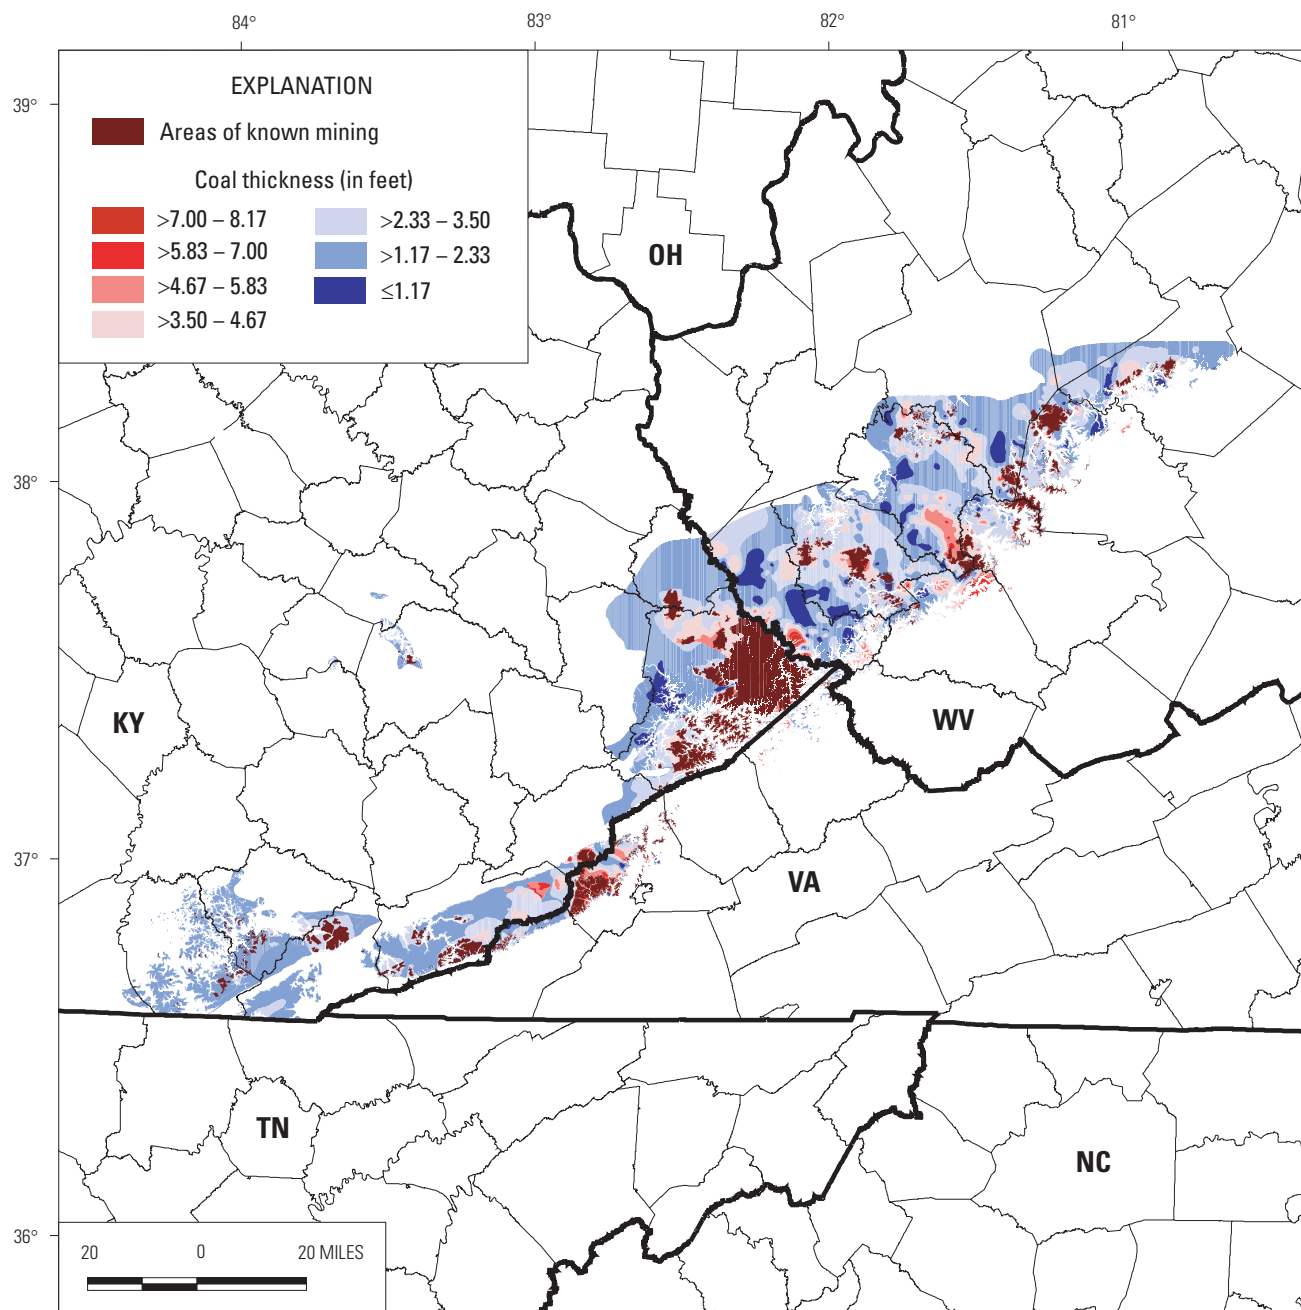 84°
83°
82°
81°
39°
38°
37°
36°
EXPLANATION
Areas of known mining
Coal thickness (in feet)
>7.00 – 8.17
>5.83 – 7.00
>4.67 – 5.83
>3.50 – 4.67
>2.33 – 3.50
>1.17 – 2.33
≤1.17
OH
KY
WV
VA
TN
NC
20 0 20 MILES